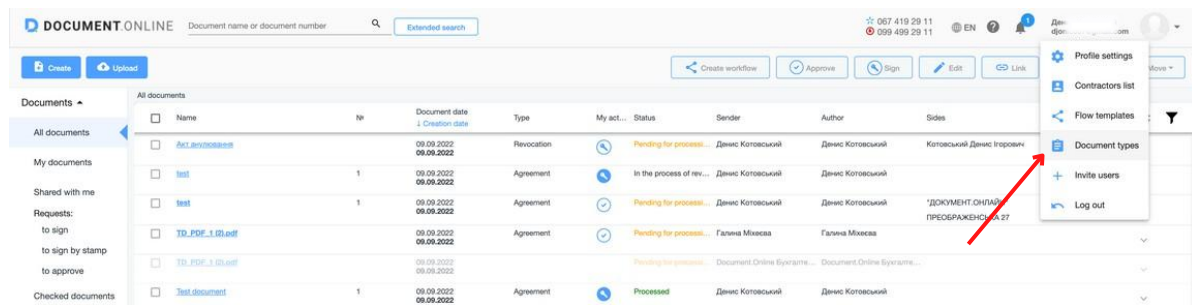 DOCUMENT.ONLINE
Document name or document number
Extended search
067 419 29 11
099 499 29 11
EN
1
Create
Upload
Create workflow
Approve
Sign
Edit
Link
Move
Profile settings
Contractors list
Flow templates
Document types
Invite users
Log out
Documents
All documents
My documents
Shared with me
Requests:
to sign
to sign by stamp
to approve
Checked documents
All documents
Name № Document date Type My act... Status Sender Author Sides
↓ Creation date
Акт анулювання 09.09.2022 Revocation Pending for processi... Денис Котовський Денис Котовський Котовський Денис Ігорович
09.09.2022
test 1 09.09.2022 Agreement In the process of rev... Денис Котовський Денис Котовський
09.09.2022
test 1 09.09.2022 Agreement Pending for processi... Денис Котовський Денис Котовський "ДОКУМЕНТ.ОНЛАЙН
09.09.2022 ПРЕОБРАЖЕНСЬКА 27
TD_PDF_1 (2).pdf 09.09.2022 Agreement Pending for processi... Галина Міхеєва Галина Міхеєва
09.09.2022
TD_PDF_1 (2).pdf 09.09.2022 Agreement Pending for processi... Document.Online Бухгалте... Document.Online Бухгалте...
09.09.2022
Test document 1 09.09.2022 Agreement Processed Денис Котовський Денис Котовський
09.09.2022